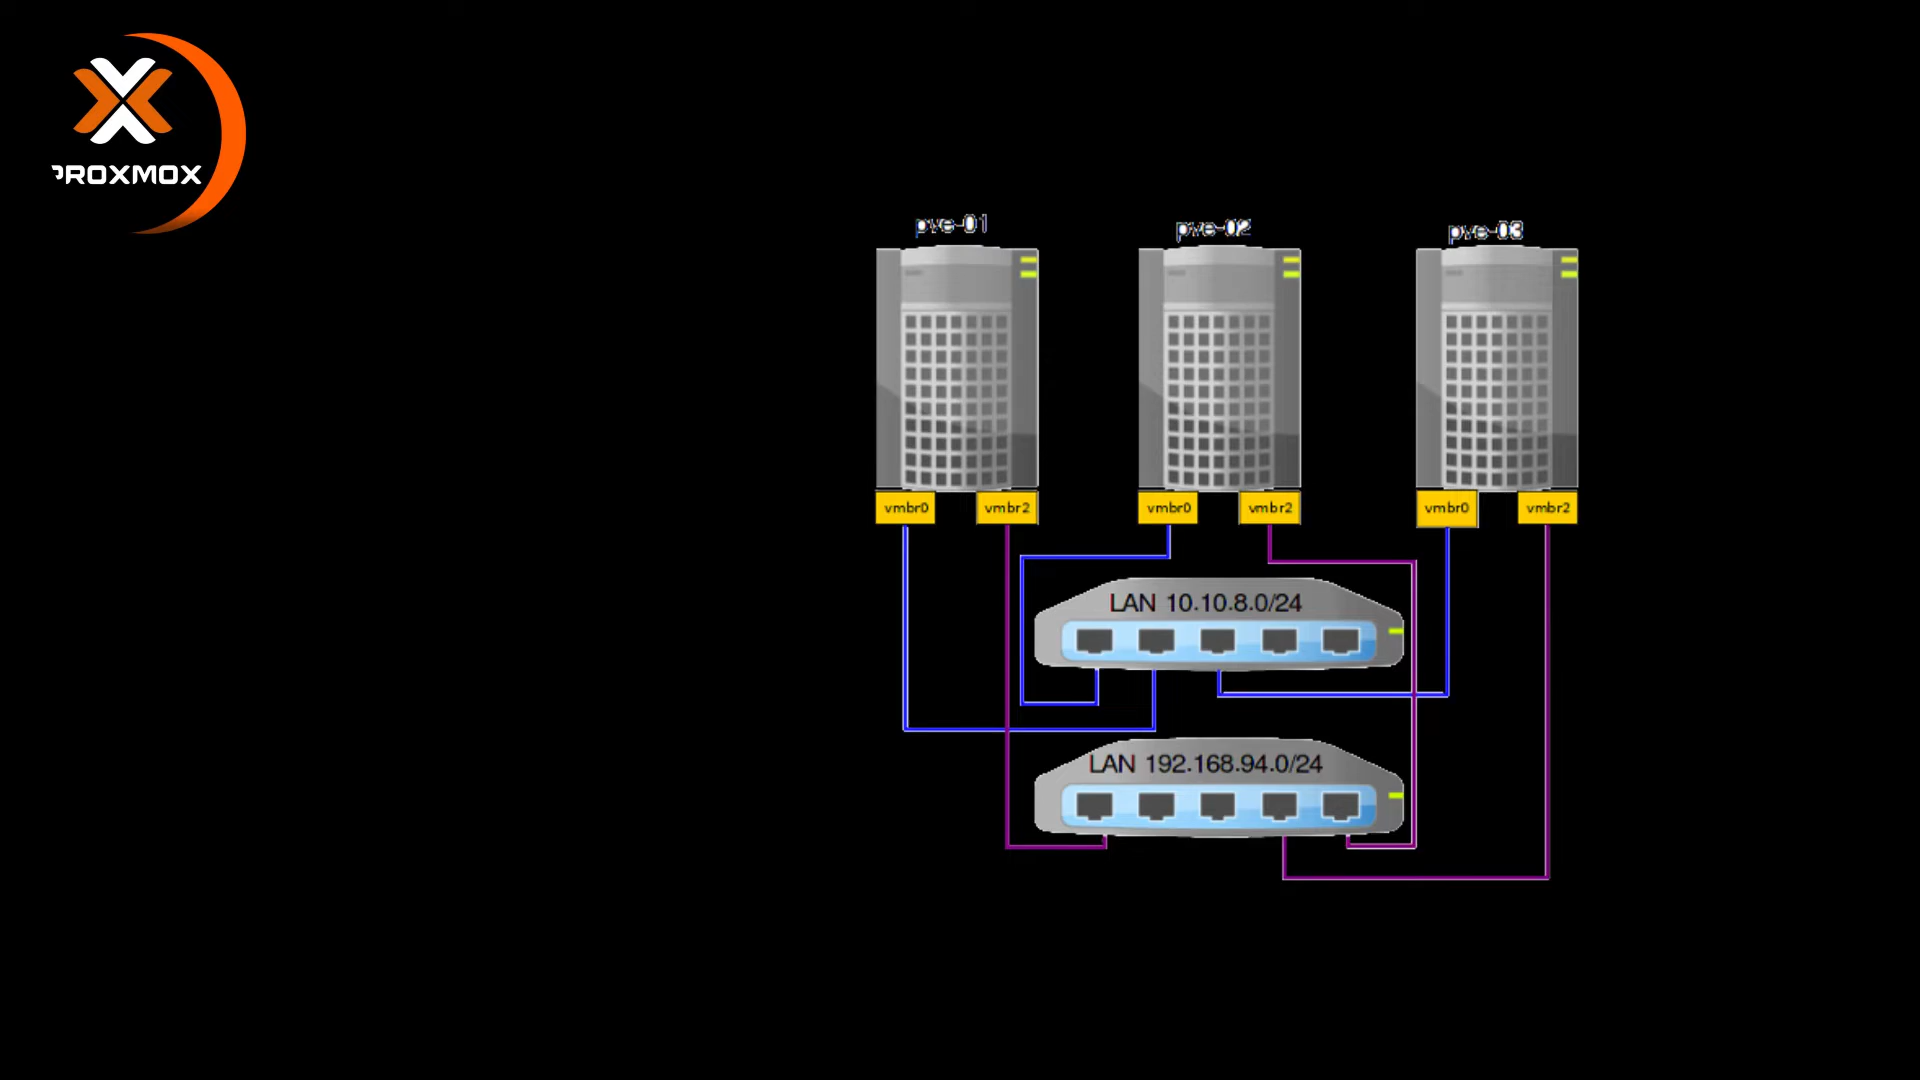 PROXMOX
pve-01 pve-02 pve-03
vmbr0 vmbr2 vmbr0 vmbr2 vmbr0 vmbr2
LAN 10.10.8.0/24
LAN 192.168.94.0/24